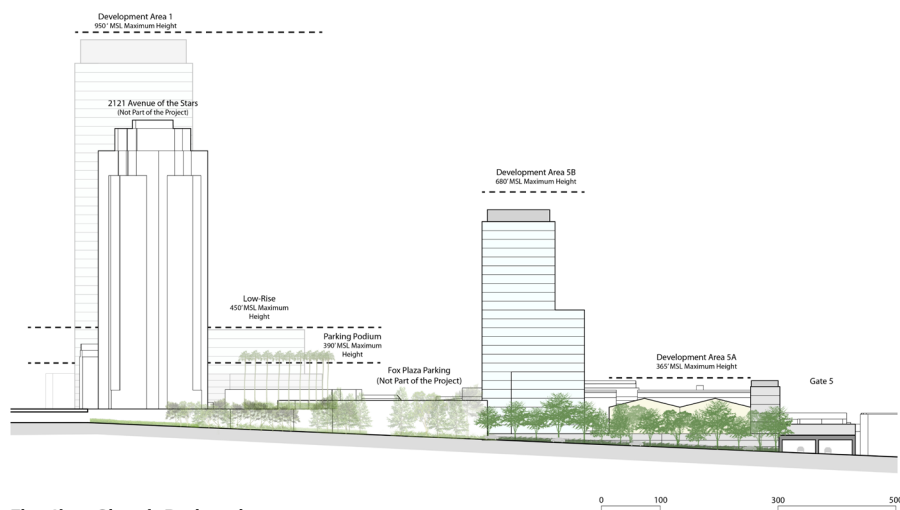 Development Area 1
950' MSL Maximum Height
2121 Avenue of the Stars
(Not Part of the Project)
Development Area 5B
680' MSL Maximum Height
Low-Rise
450' MSL Maximum
Height
Parking Podium
390' MSL Maximum
Height
Fox Plaza Parking
(Not Part of the Project)
Development Area 5A
365' MSL Maximum Height
Gate 5
0 100 300 500